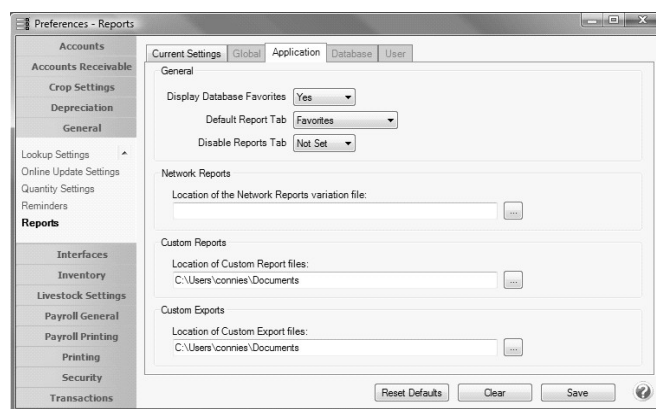 Preferences - Reports
Accounts
Accounts Receivable
Crop Settings
Depreciation
General
Lookup Settings
Online Update Settings
Quantity Settings
Reminders
Reports
Interfaces
Inventory
Livestock Settings
Payroll General
Payroll Printing
Printing
Security
Transactions
Current Settings Global Application Database User
General
Display Database Favorites Yes
Default Report Tab Favorites
Disable Reports Tab Not Set
Network Reports
Location of the Network Reports variation file:
...
Custom Reports
Location of Custom Report files:
C:\Users\connies\Documents ...
Custom Exports
Location of Custom Export files:
C:\Users\connies\Documents ...
Reset Defaults Clear Save ?